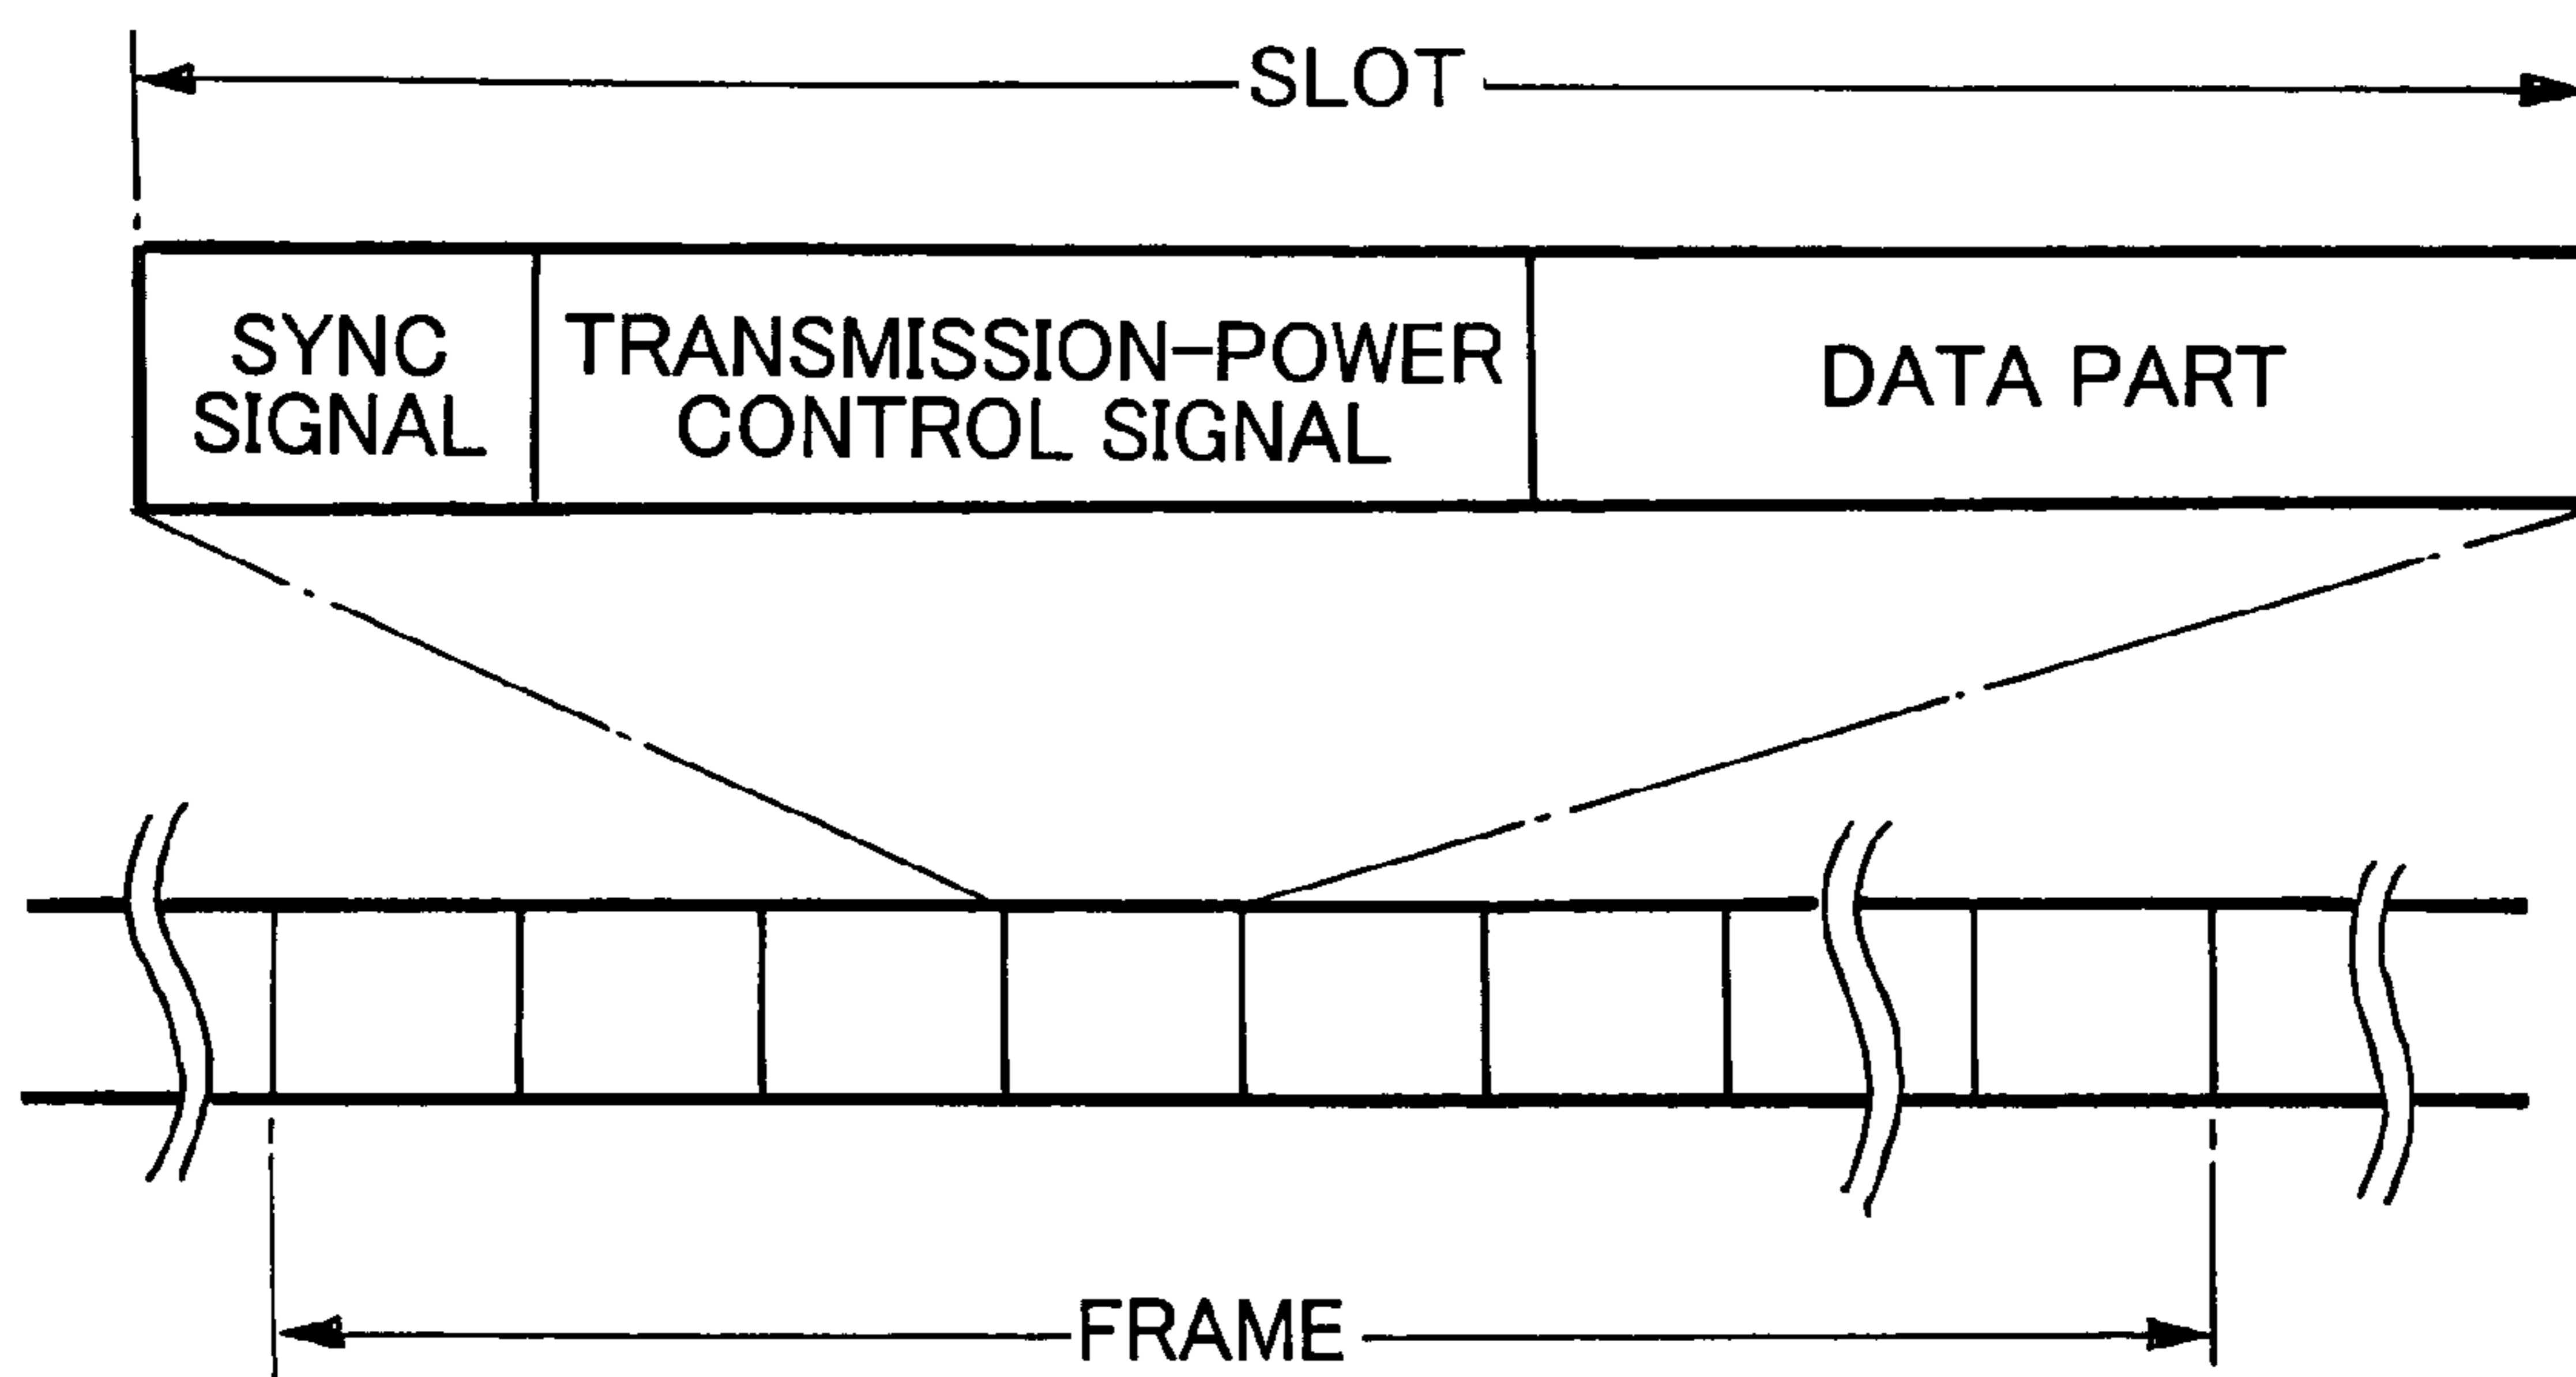 SLOT
SYNC
SIGNAL
TRANSMISSION-POWER
CONTROL SIGNAL
DATA PART
FRAME